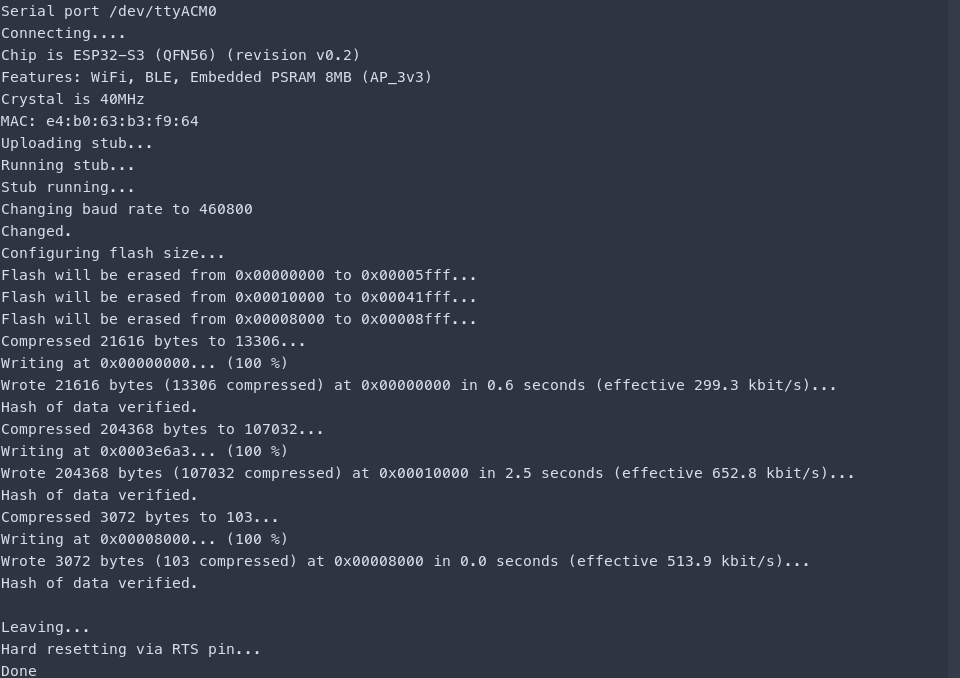 Serial port /dev/ttyACM0
Connecting....
Chip is ESP32-S3 (QFN56) (revision v0.2)
Features: WiFi, BLE, Embedded PSRAM 8MB (AP_3v3)
Crystal is 40MHz
MAC: e4:b0:63:b3:f9:64
Uploading stub...
Running stub...
Stub running...
Changing baud rate to 460800
Changed.
Configuring flash size...
Flash will be erased from 0x00000000 to 0x00005fff...
Flash will be erased from 0x00010000 to 0x00041fff...
Flash will be erased from 0x00008000 to 0x00008fff...
Compressed 21616 bytes to 13306...
Writing at 0x00000000... (100 %)
Wrote 21616 bytes (13306 compressed) at 0x00000000 in 0.6 seconds (effective 299.3 kbit/s)...
Hash of data verified.
Compressed 204368 bytes to 107032...
Writing at 0x0003e6a3... (100 %)
Wrote 204368 bytes (107032 compressed) at 0x00010000 in 2.5 seconds (effective 652.8 kbit/s)...
Hash of data verified.
Compressed 3072 bytes to 103...
Writing at 0x00008000... (100 %)
Wrote 3072 bytes (103 compressed) at 0x00008000 in 0.0 seconds (effective 513.9 kbit/s)...
Hash of data verified.

Leaving...
Hard resetting via RTS pin...
Done